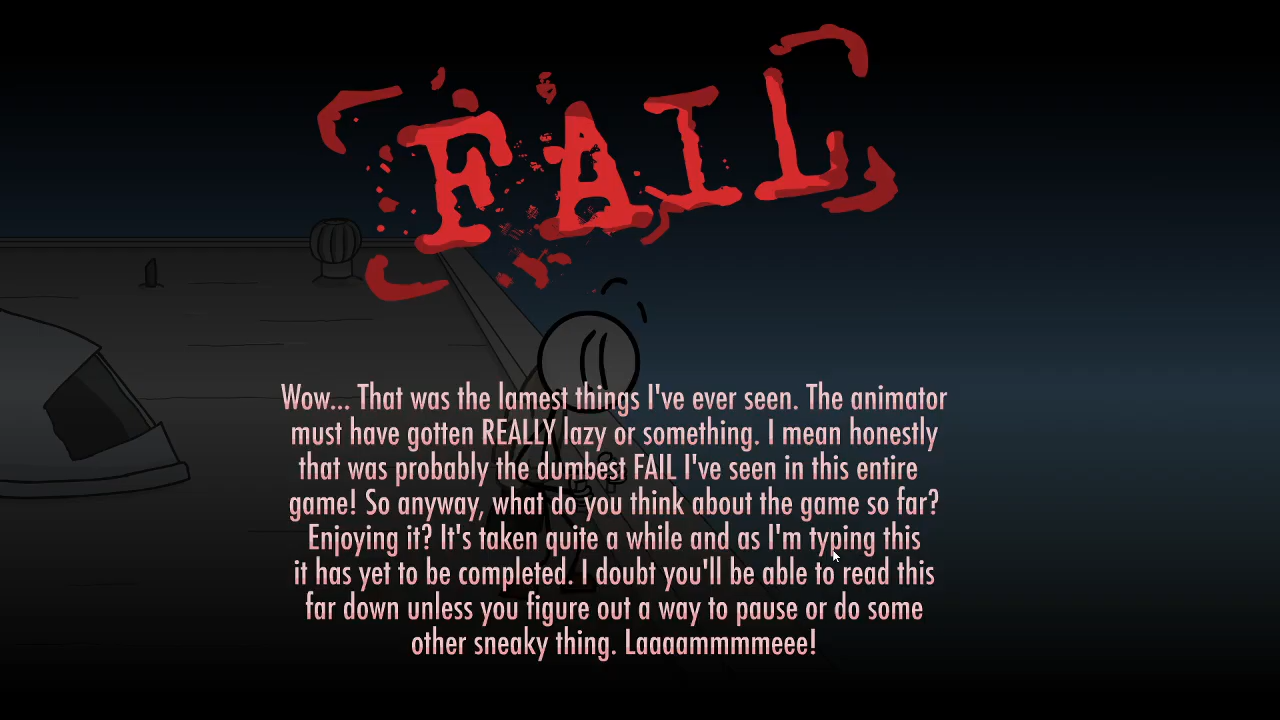 FAIL
Wow... That was the lamest things I've ever seen. The animator
must have gotten REALLY lazy or something. I mean honestly
that was probably the dumbest FAIL I've seen in this entire
game! So anyway, what do you think about the game so far?
Enjoying it? It's taken quite a while and as I'm typing this
it has yet to be completed. I doubt you'll be able to read this
far down unless you figure out a way to pause or do some
other sneaky thing. Laaaammmmeee!